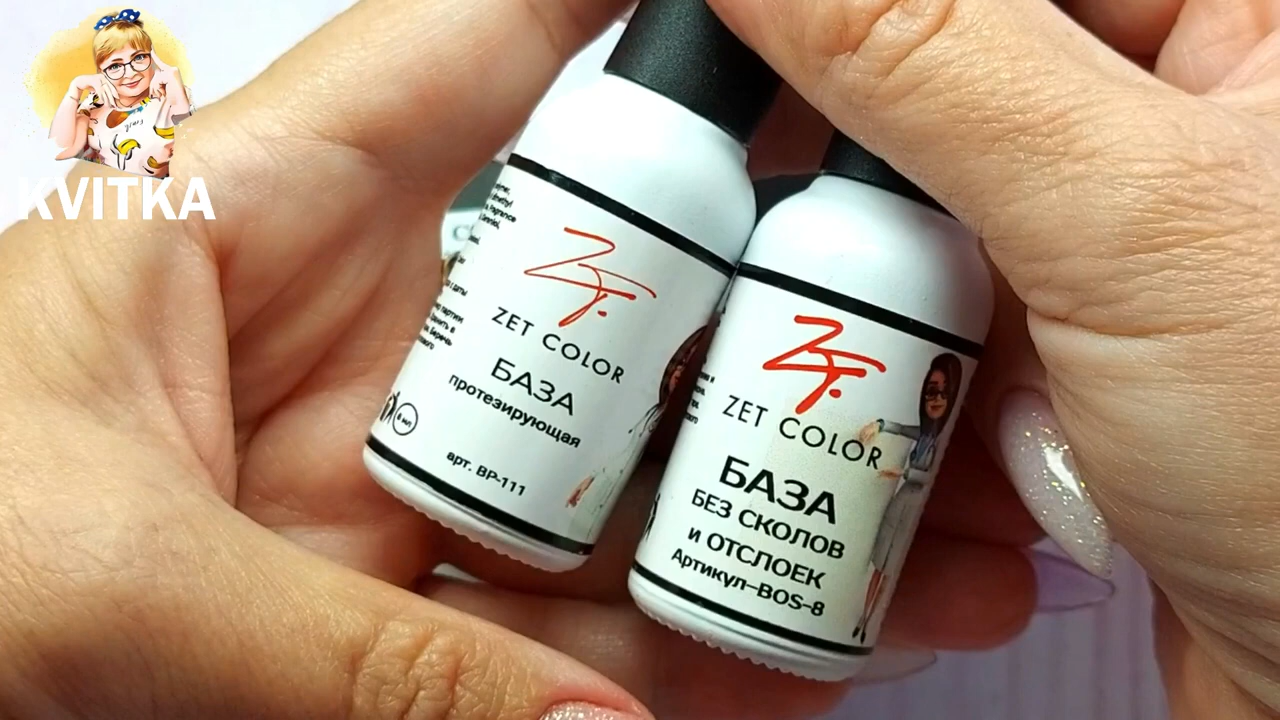 KVITKA
ZET COLOR
БАЗА
протезирующая
арт. BP-111
ZET COLOR
БАЗА
БЕЗ СКОЛОВ
и ОТСЛОЕК
Артикул-BOS-8